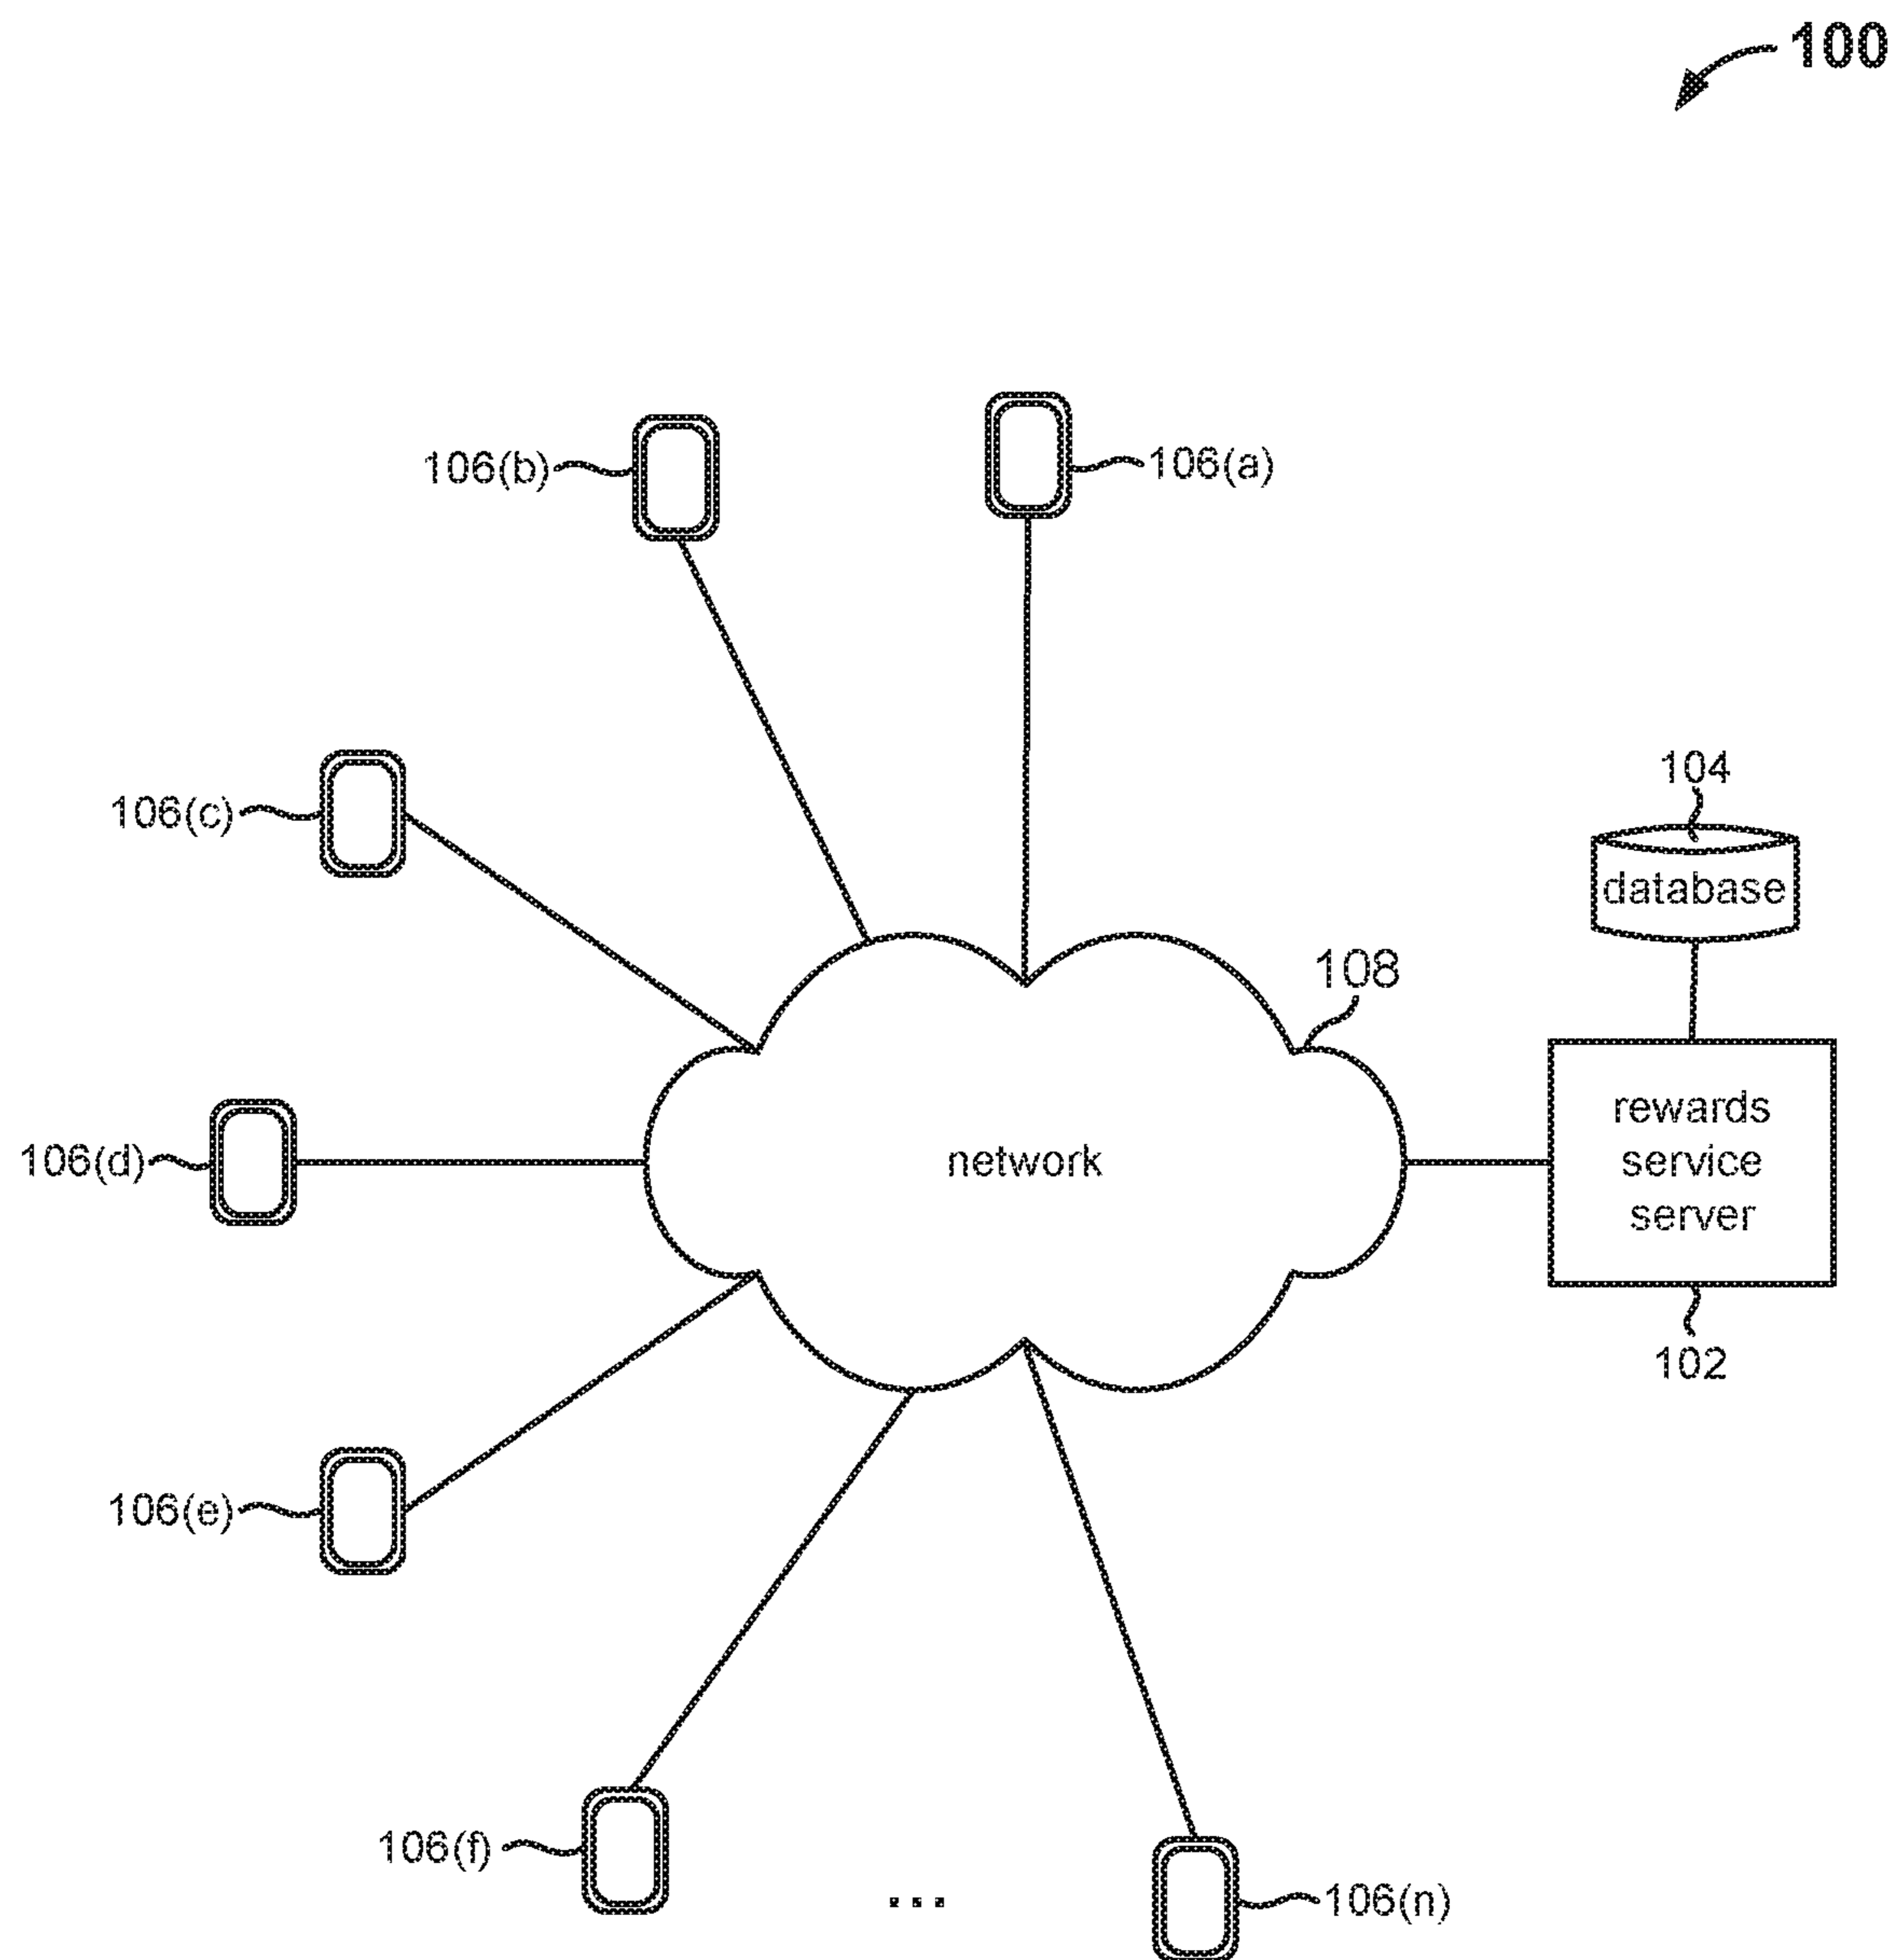 100
106(b)
106(a)
104
106(c)
database
108
rewards
service
server
106(d)
network
102
106(e)
106(f)
...
106(n)